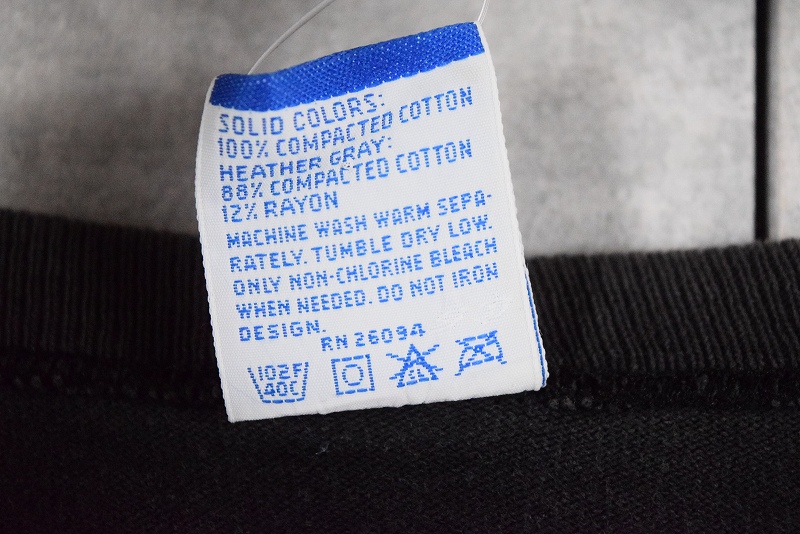 SOLID COLORS:
100% COMPACTED COTTON
HEATHER GRAY:
88% COMPACTED COTTON
12% RAYON
MACHINE WASH WARM SEPA-
RATELY. TUMBLE DRY LOW.
ONLY NON-CHLORINE BLEACH
WHEN NEEDED. DO NOT IRON
DESIGN.
RN 26094
102F
40C